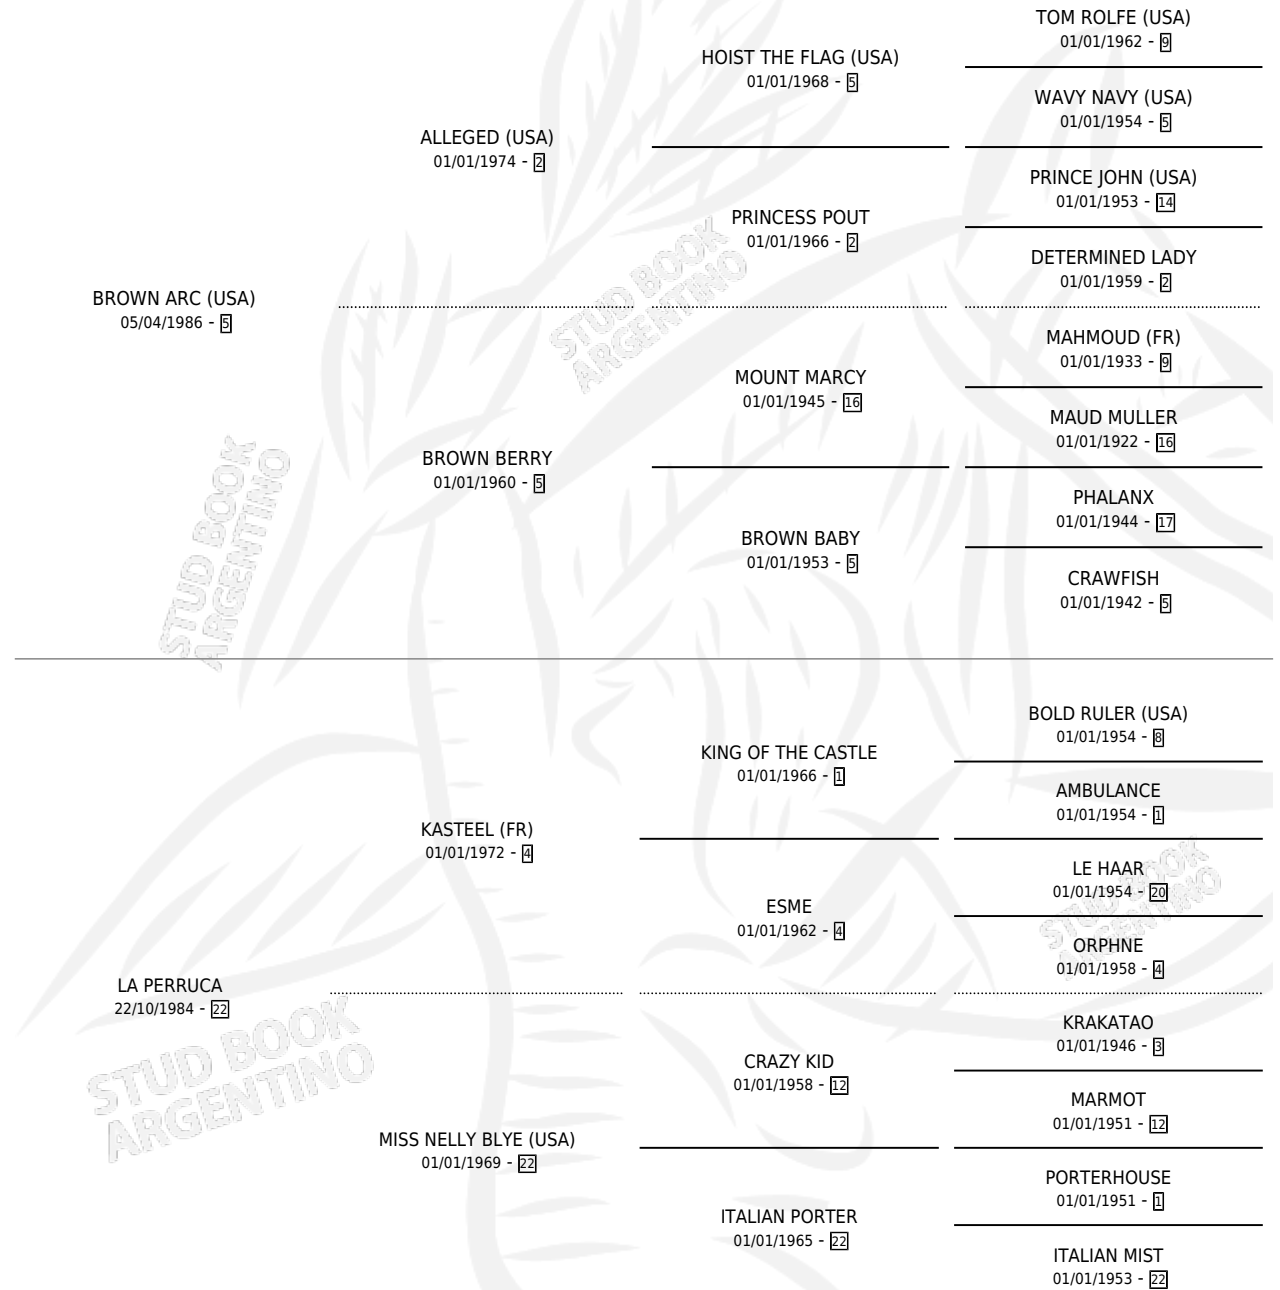 TOM ROLFE (USA)
01/01/1962 - 9
HOIST THE FLAG (USA)
01/01/1968 - 5
WAVY NAVY (USA)
01/01/1954 - 5
ALLEGED (USA)
01/01/1974 - 2
PRINCE JOHN (USA)
01/01/1953 - 14
PRINCESS POUT
01/01/1966 - 2
DETERMINED LADY
01/01/1959 - 2
BROWN ARC (USA)
05/04/1986 - 5
MAHMOUD (FR)
01/01/1933 - 9
MOUNT MARCY
01/01/1945 - 16
MAUD MULLER
01/01/1922 - 16
BROWN BERRY
01/01/1960 - 5
PHALANX
01/01/1944 - 17
BROWN BABY
01/01/1953 - 5
CRAWFISH
01/01/1942 - 5
BOLD RULER (USA)
01/01/1954 - 8
KING OF THE CASTLE
01/01/1966 - 1
AMBULANCE
01/01/1954 - 1
KASTEEL (FR)
01/01/1972 - 4
LE HAAR
01/01/1954 - 20
ESME
01/01/1962 - 4
ORPHNE
01/01/1958 - 4
LA PERRUCA
22/10/1984 - 22
KRAKATAO
01/01/1946 - 3
CRAZY KID
01/01/1958 - 12
MARMOT
01/01/1951 - 12
MISS NELLY BLYE (USA)
01/01/1969 - 22
PORTERHOUSE
01/01/1951 - 1
ITALIAN PORTER
01/01/1965 - 22
ITALIAN MIST
01/01/1953 - 22
STUD BOOK
ARGENTINO
STUD BOOK
ARGENTINO
STUD BOOK
ARGENTINO
STUD BOOK
ARGENTINO